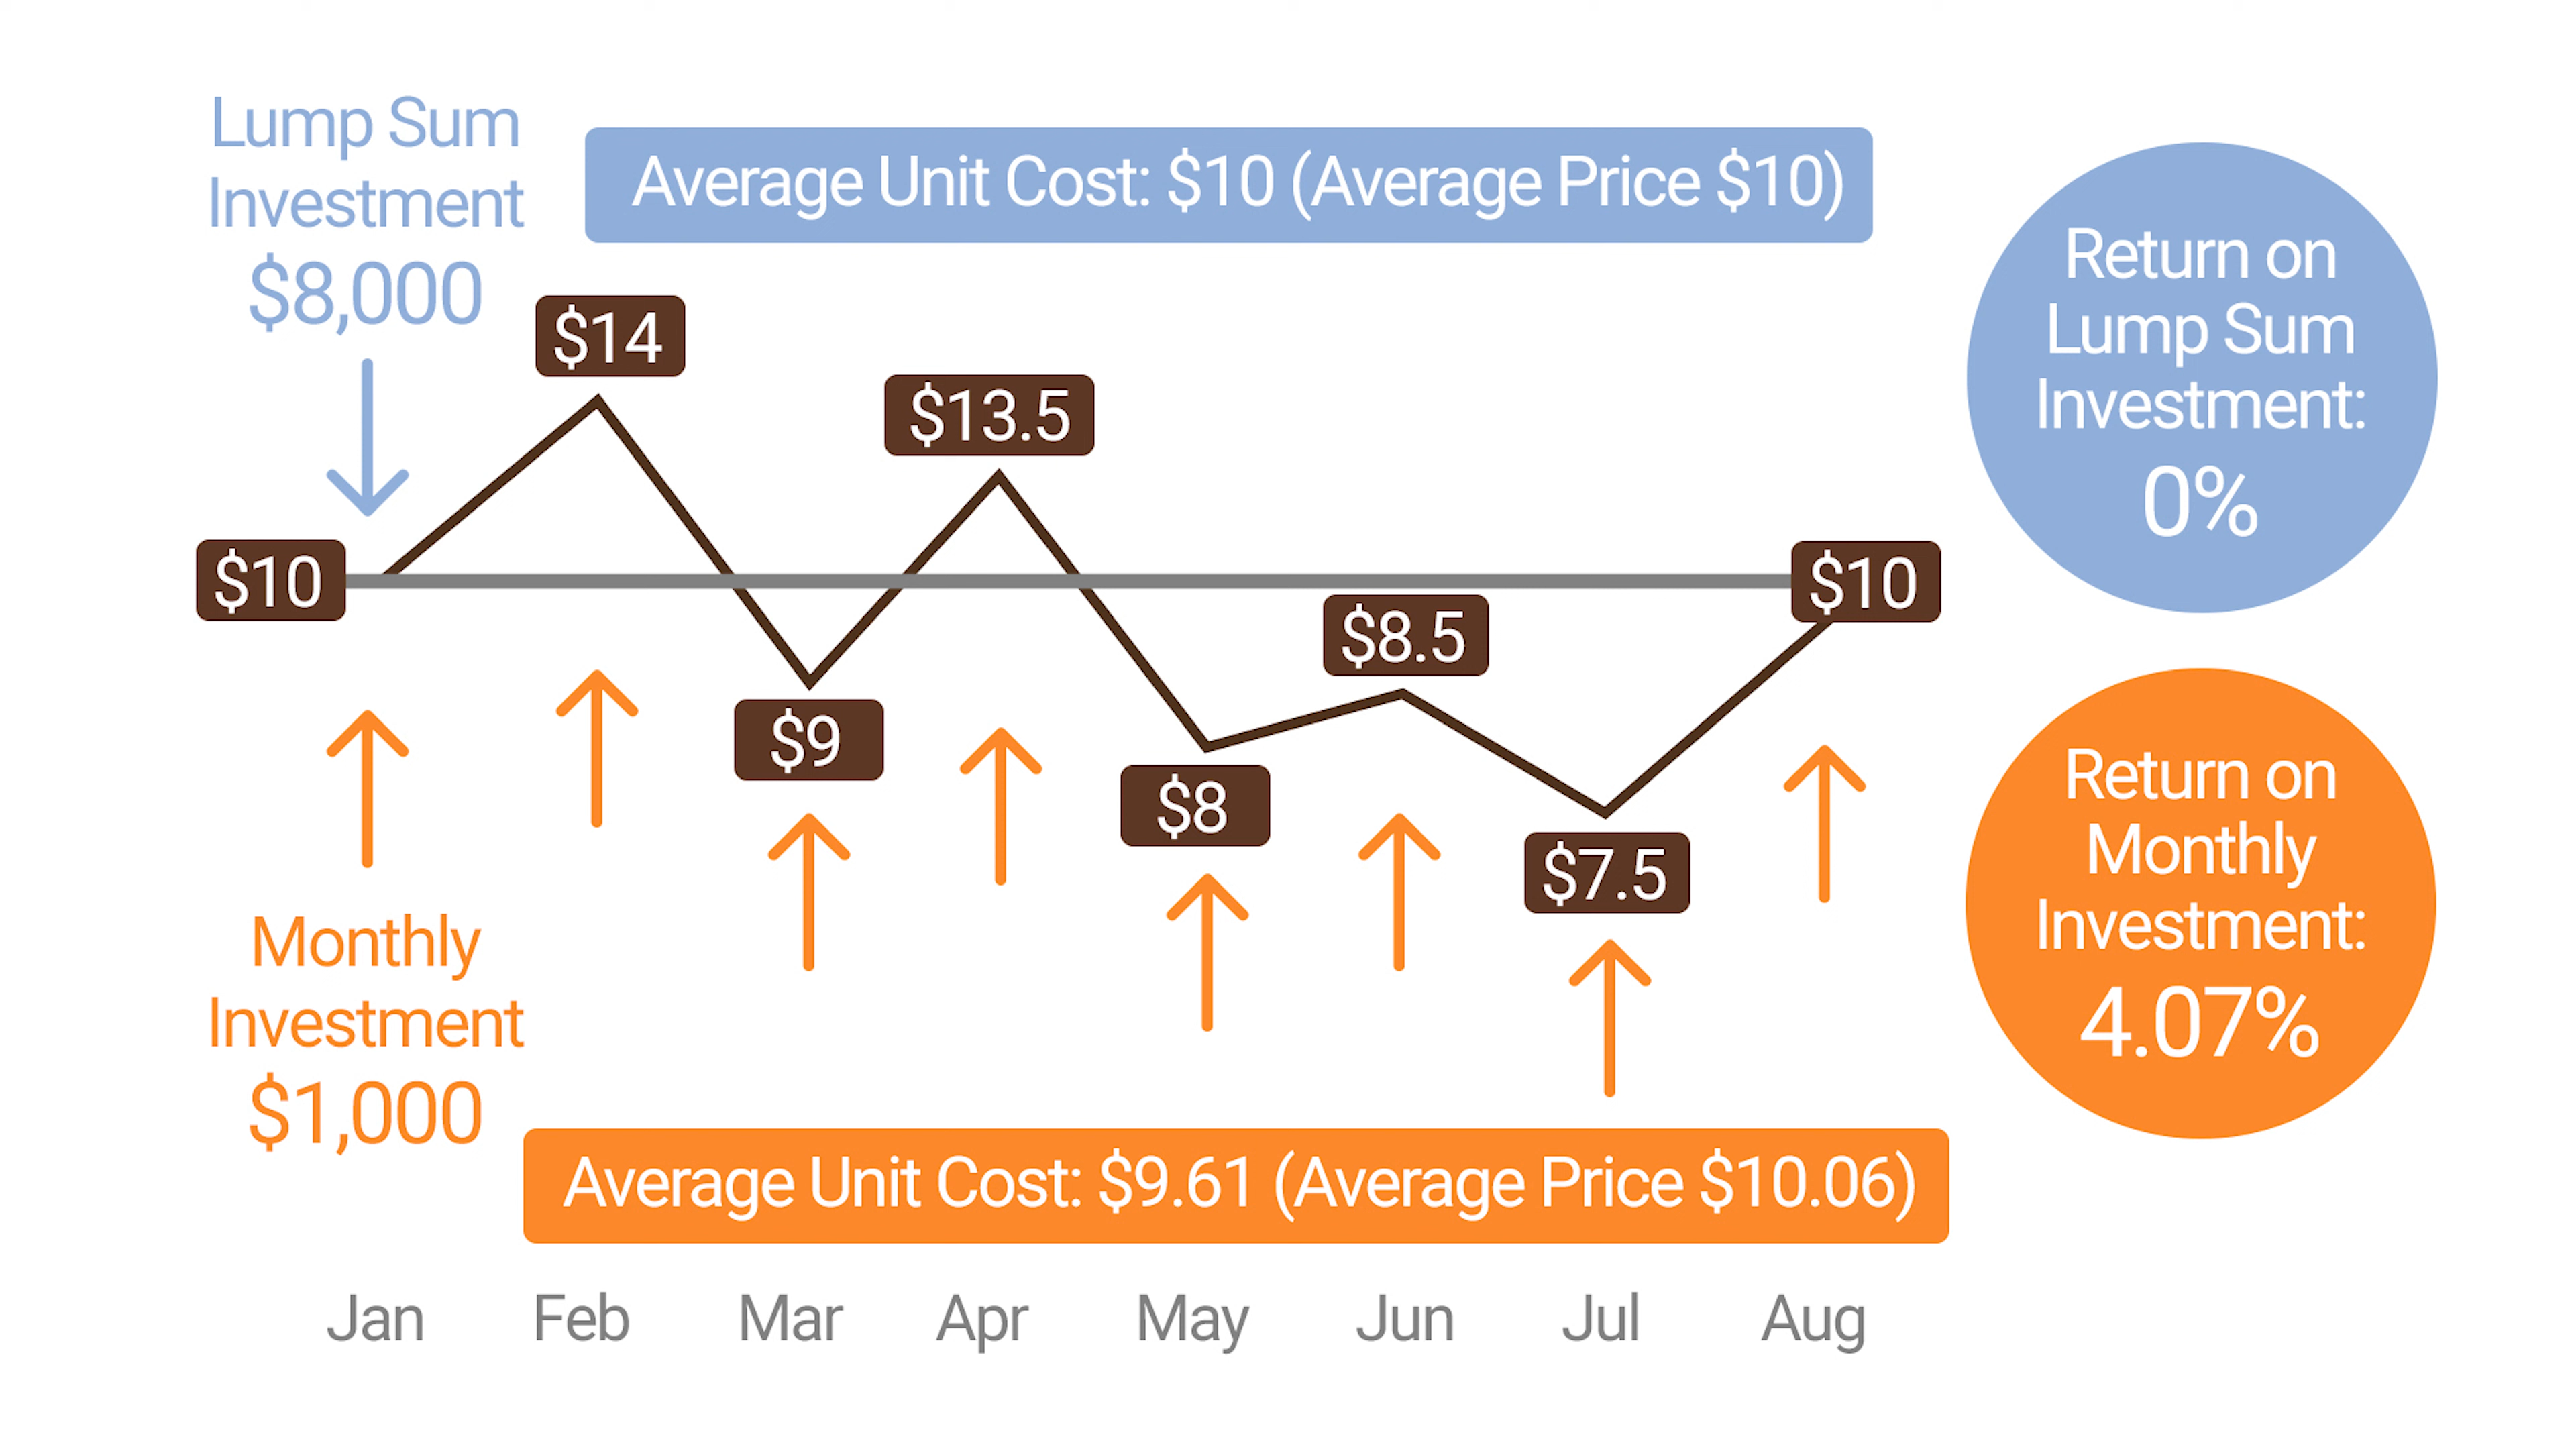 Lump Sum
Investment
$8,000
Average Unit Cost: $10 (Average Price $10)
$10
$14
$9
$13.5
$8
$8.5
$7.5
$10
Return on
Lump Sum
Investment:
0%
Monthly
Investment
$1,000
Return on
Monthly
Investment:
4.07%
Average Unit Cost: $9.61 (Average Price $10.06)
Jan Feb Mar Apr May Jun Jul Aug